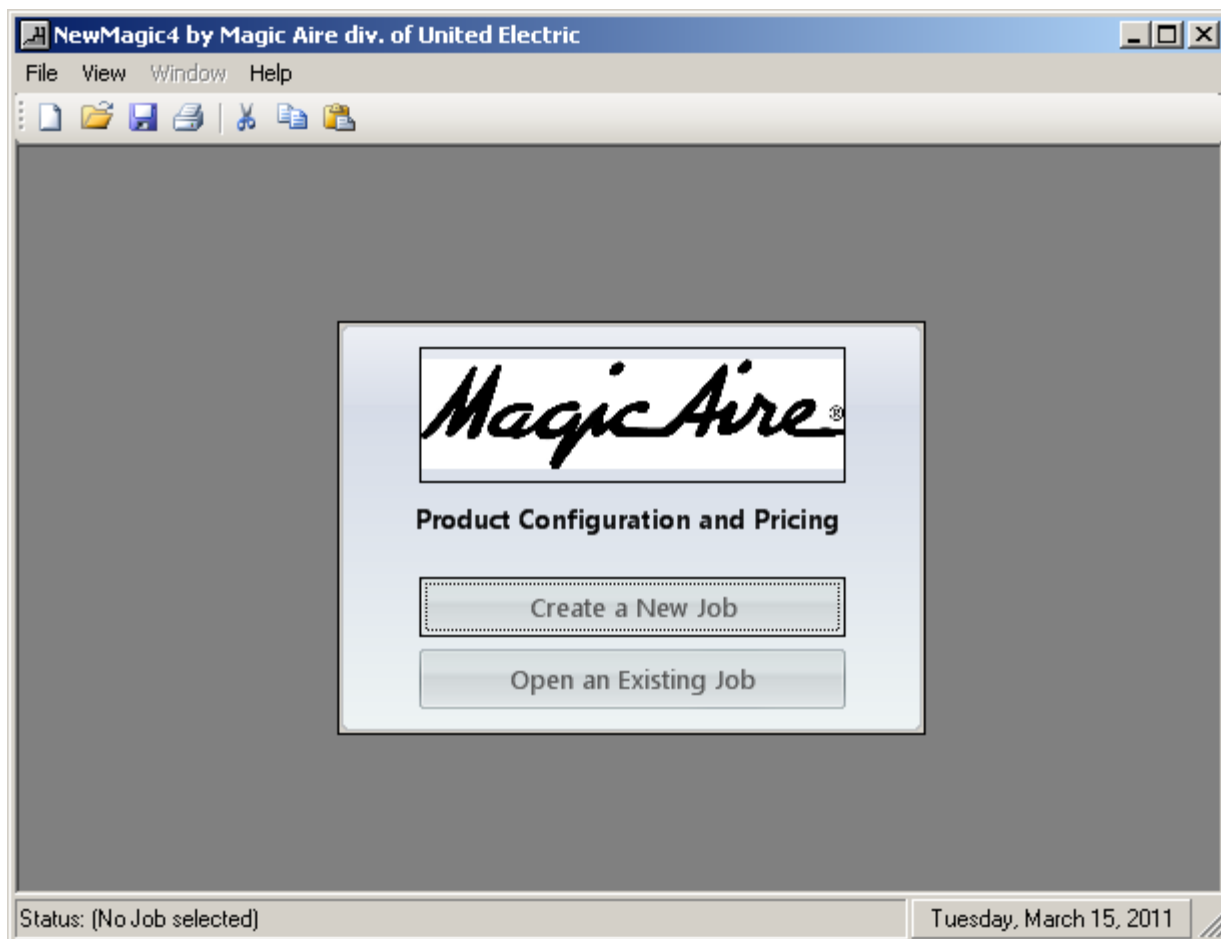 NewMagic4 by Magic Aire div. of United Electric
File View Window Help
Magic Aire®
Product Configuration and Pricing
Create a New Job
Open an Existing Job
Status: (No Job selected) Tuesday, March 15, 2011